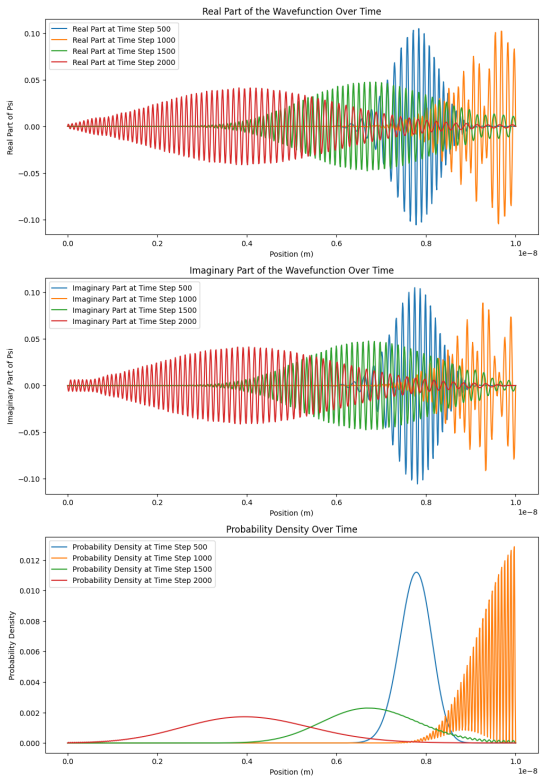 Real Part of the Wavefunction Over Time
Real Part at Time Step 500
Real Part at Time Step 1000
Real Part at Time Step 1500
Real Part at Time Step 2000
Real Part of Psi
0.10
0.05
0.00
−0.05
−0.10
0.0 0.2 0.4 0.6 0.8 1.0
1e−8
Position (m)
Imaginary Part of the Wavefunction Over Time
Imaginary Part at Time Step 500
Imaginary Part at Time Step 1000
Imaginary Part at Time Step 1500
Imaginary Part at Time Step 2000
Imaginary Part of Psi
0.10
0.05
0.00
−0.05
−0.10
0.0 0.2 0.4 0.6 0.8 1.0
1e−8
Position (m)
Probability Density Over Time
Probability Density at Time Step 500
Probability Density at Time Step 1000
Probability Density at Time Step 1500
Probability Density at Time Step 2000
Probability Density
0.012
0.010
0.008
0.006
0.004
0.002
0.000
0.0 0.2 0.4 0.6 0.8 1.0
1e−8
Position (m)